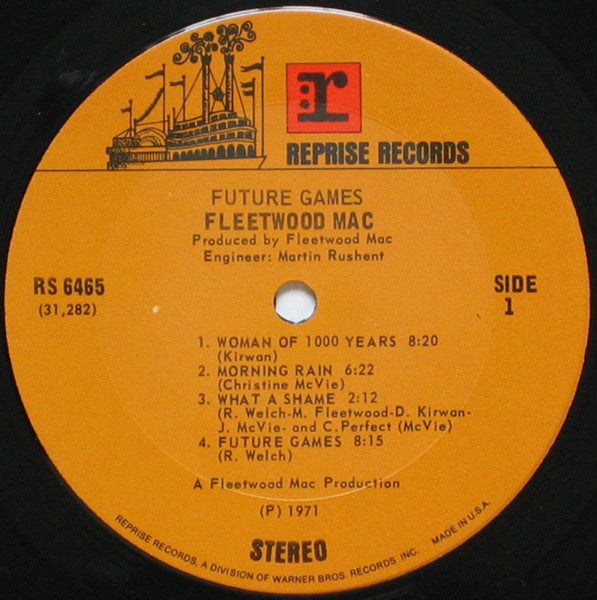 :r
REPRISE RECORDS
FUTURE GAMES
FLEETWOOD MAC
Produced by Fleetwood Mac
Engineer: Martin Rushent
RS 6465
(31,282)
SIDE
1
1. WOMAN OF 1000 YEARS 8:20
(Kirwan)
2. MORNING RAIN 6:22
(Christine McVie)
3. WHAT A SHAME 2:12
(R. Welch-M. Fleetwood-D. Kirwan-
J. McVie- and C. Perfect (McVie)
4. FUTURE GAMES 8:15
(R. Welch)
A Fleetwood Mac Production
(P) 1971
STEREO
REPRISE RECORDS, A DIVISION OF WARNER BROS. RECORDS INC. MADE IN U.S.A.